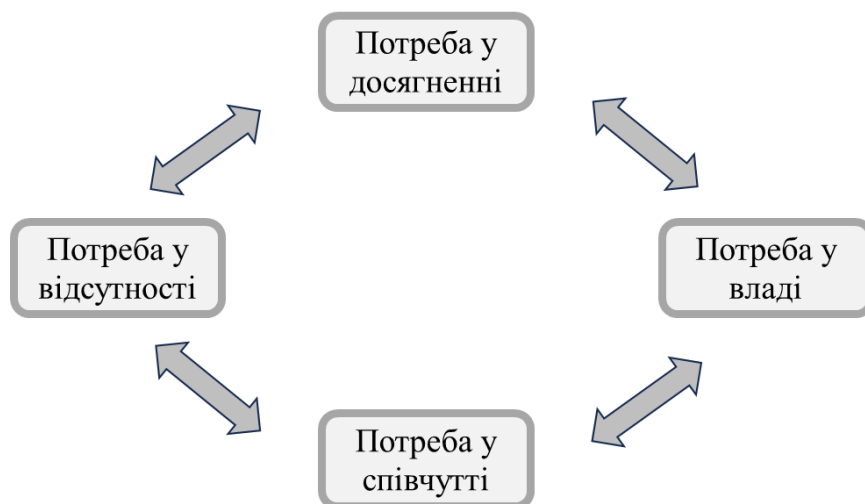 Потреба у
досягненні
Потреба у
відсутності
Потреба у
владі
Потреба у
співчутті